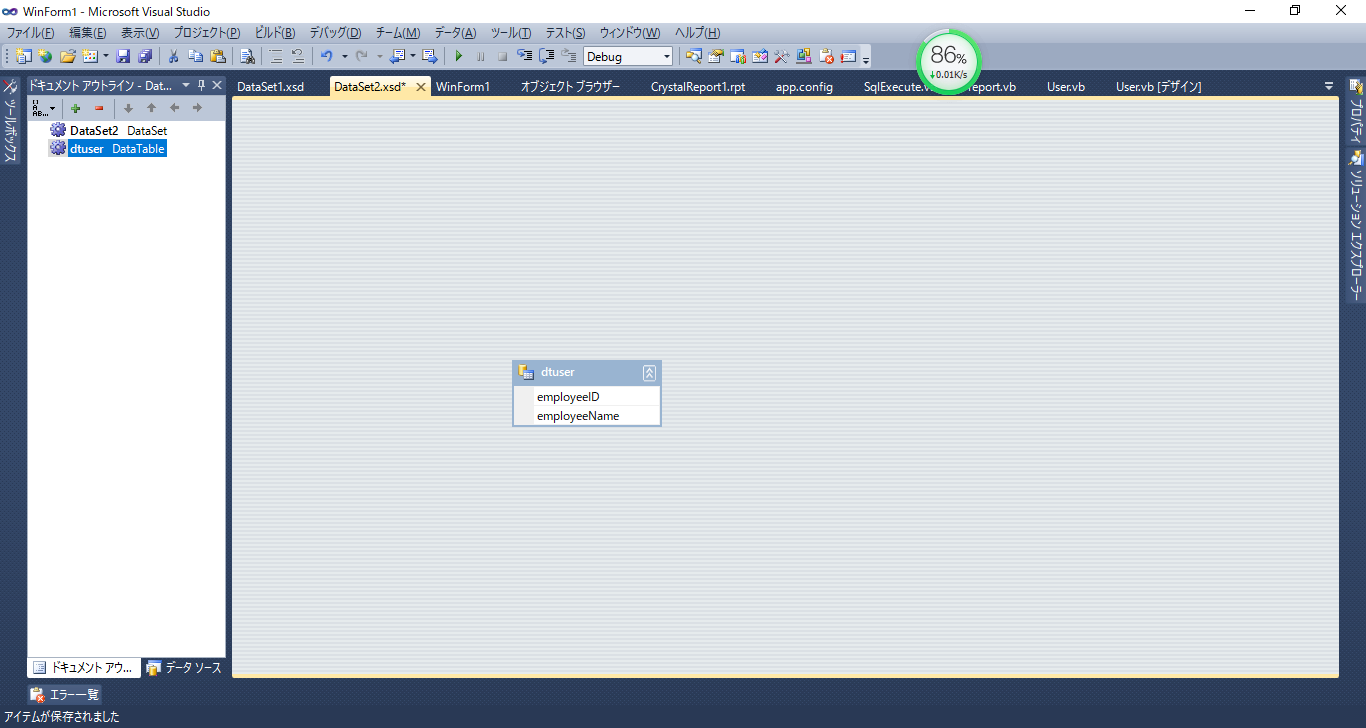 WinForm1 - Microsoft Visual Studio
ファイル(F) 編集(E) 表示(V) プロジェクト(P) ビルド(B) デバッグ(D) チーム(M) データ(A) ツール(T) テスト(S) ウィンドウ(W) ヘルプ(H)
Debug
86%
0.01K/s
ツールボックス
ドキュメント アウトライン - Dat...
DataSet1.xsd DataSet2.xsd* WinForm1 オブジェクト ブラウザー CrystalReport1.rpt app.config SqlExecute. report.vb User.vb User.vb [デザイン]
AB...
DataSet2 DataSet
dtuser DataTable
dtuser
employeeID
employeeName
プロパティ
ソリューション エクスプローラー
ドキュメント アウ... データ ソース
エラー一覧
アイテムが保存されました